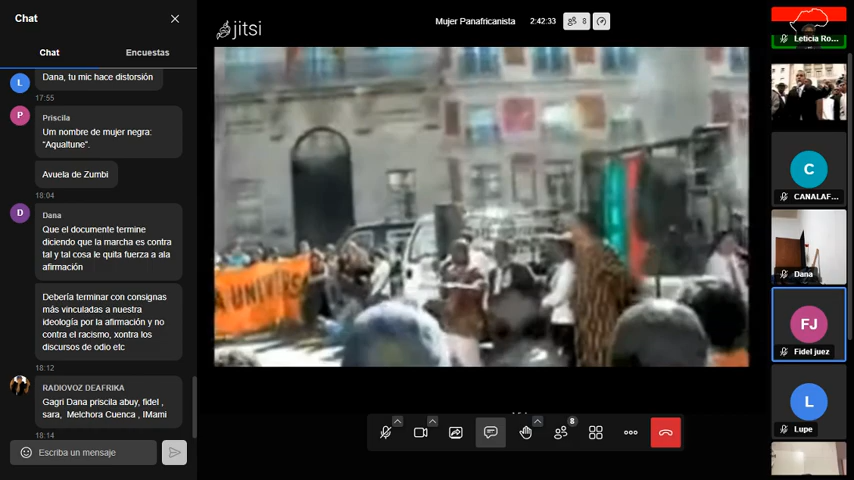 Chat
Chat
Encuestas
Dana, tu mic hace distorsión
L
17:55
P
Priscila
Um nombre de mujer negra:
“Aqualtune”.
Avuela de Zumbi
18:04
D
Dana
Que el documente termine
diciendo que la marcha es contra
tal y tal cosa le quita fuerza a ala
afirmación
Debería terminar con consignas
más vinculadas a nuestra
ideología por la afirmación y no
contra el racismo, xontra los
discursos de odio etc
18:12
RADIOVOZ DEAFRIKA
Gagri Dana priscila abuy, fidel ,
sara, Melchora Cuenca , IMami
18:14
Escriba un mensaje
jitsi
Mujer Panafricanista
2:42:33
8
A UNIVERS
8
Leticia Ro...
C
CANALAF...
Dana
FJ
Fidel juez
L
Lupe